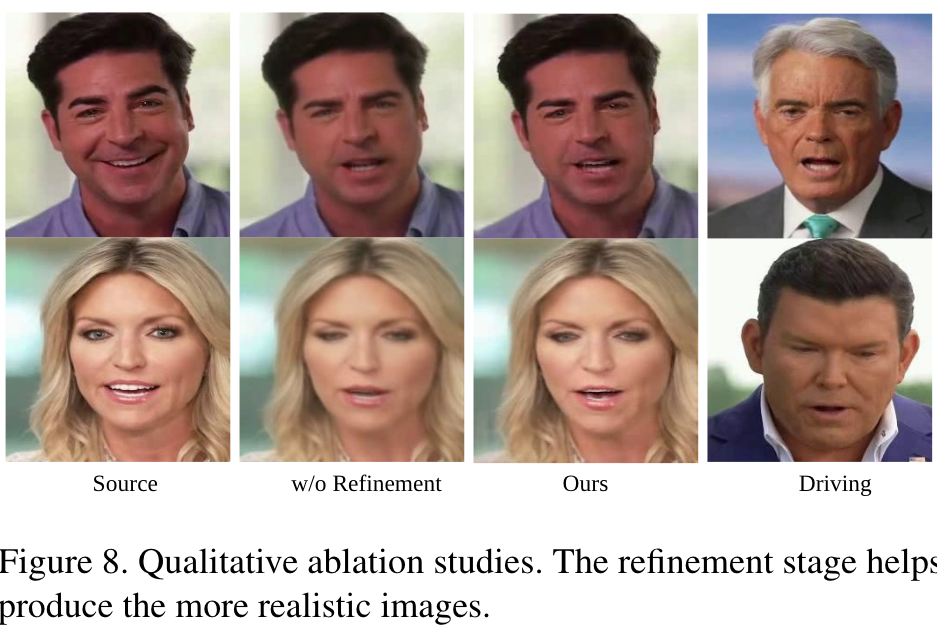 Source w/o Refinement Ours Driving
Figure 8. Qualitative ablation studies. The refinement stage helps
produce the more realistic images.